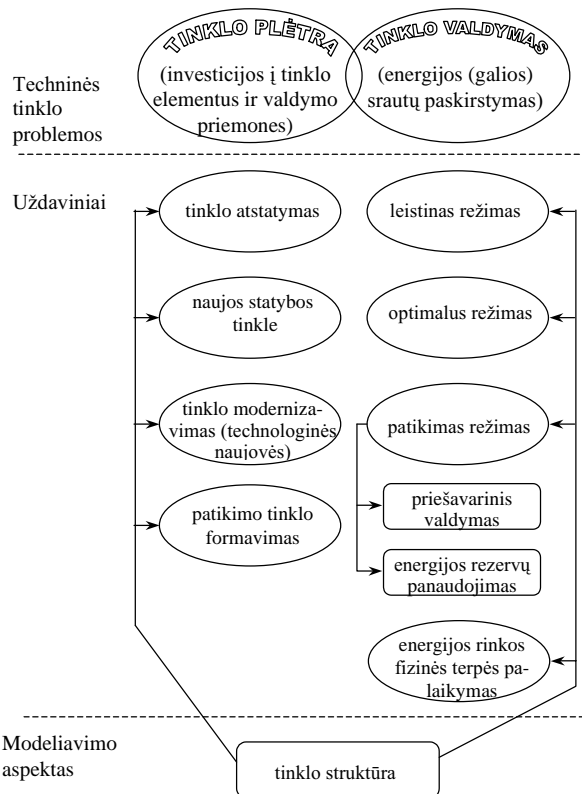 TINKLO PLĖTRA
(investicijos į tinklo
elementus ir valdymo
priemones)
TINKLO VALDYMAS
(energijos (galios)
srautų paskirstymas)
Techninės
tinklo
problemos
Uždaviniai
tinklo atstatymas
leistinas režimas
naujos statybos
tinkle
optimalus režimas
tinklo moderniza-
vimas (technologinės
naujovės)
patikimas režimas
patikimo tinklo
formavimas
priešavarinis
valdymas
energijos rezervų
panaudojimas
energijos rinkos
fizinės terpės pa-
laikymas
Modeliavimo
aspektas
tinklo struktūra